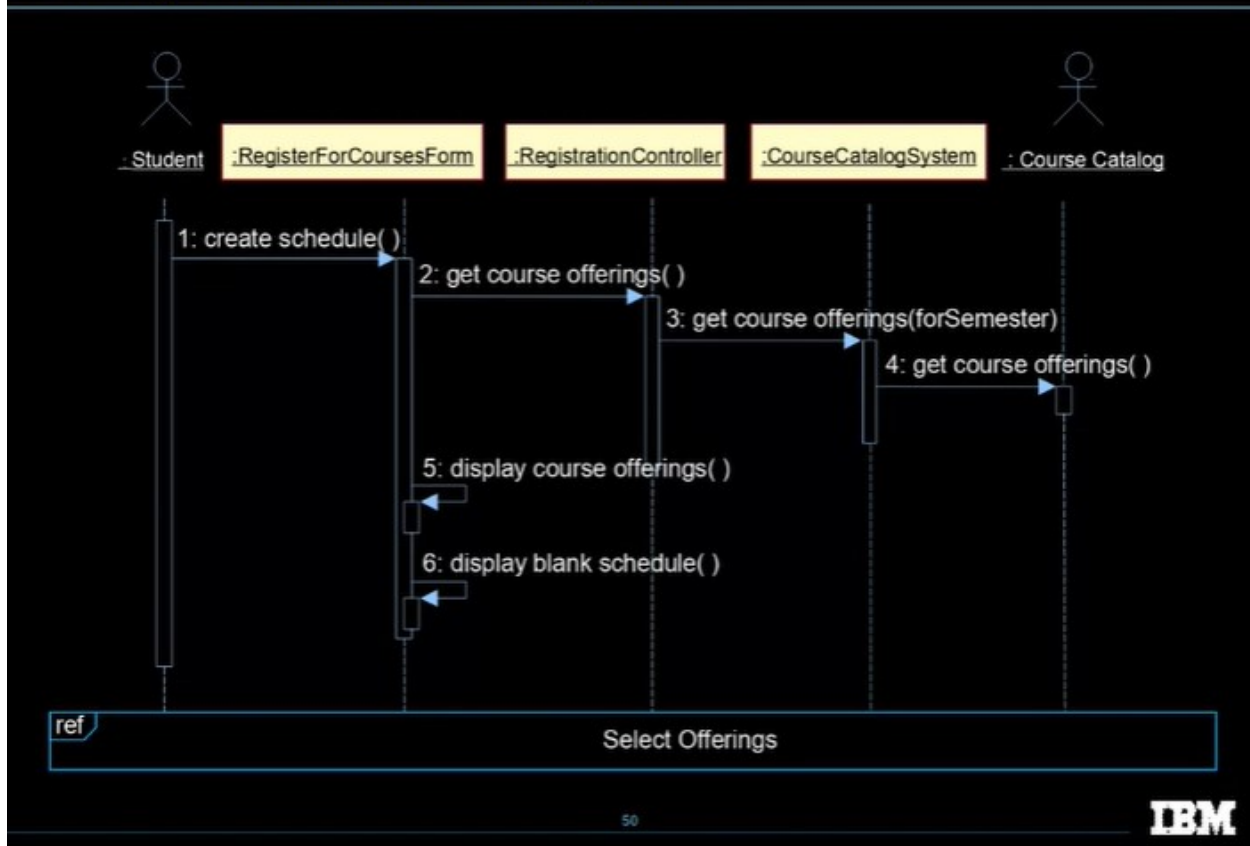 : Student
:RegisterForCoursesForm
:RegistrationController
:CourseCatalogSystem
: Course Catalog
1: create schedule( )
2: get course offerings( )
3: get course offerings(forSemester)
4: get course offerings( )
5: display course offerings( )
6: display blank schedule( )
ref
Select Offerings
50
IBM